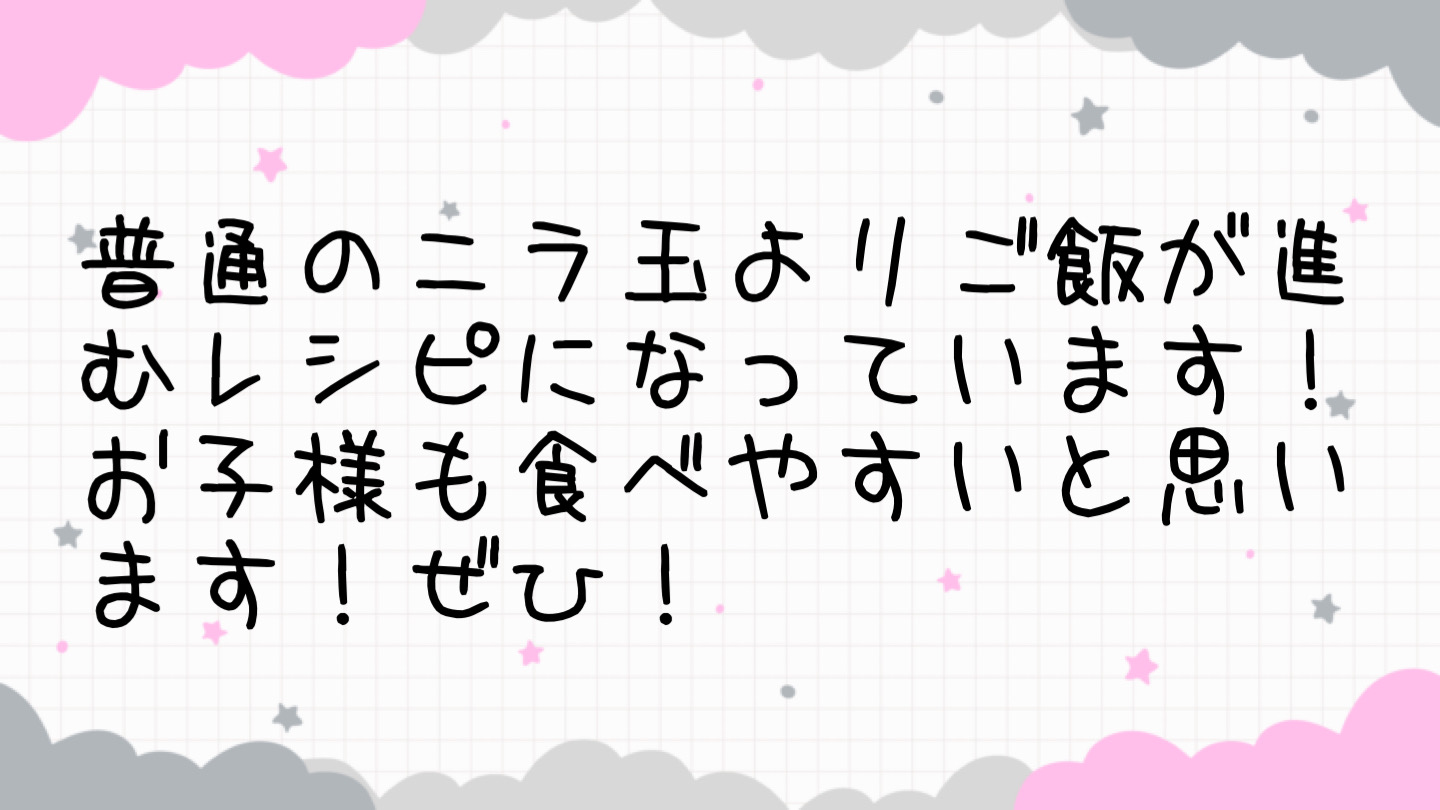 普通のニラ玉よりご飯が進
むレシピになっています！
お子様も食べやすいと思い
ます！ぜひ！